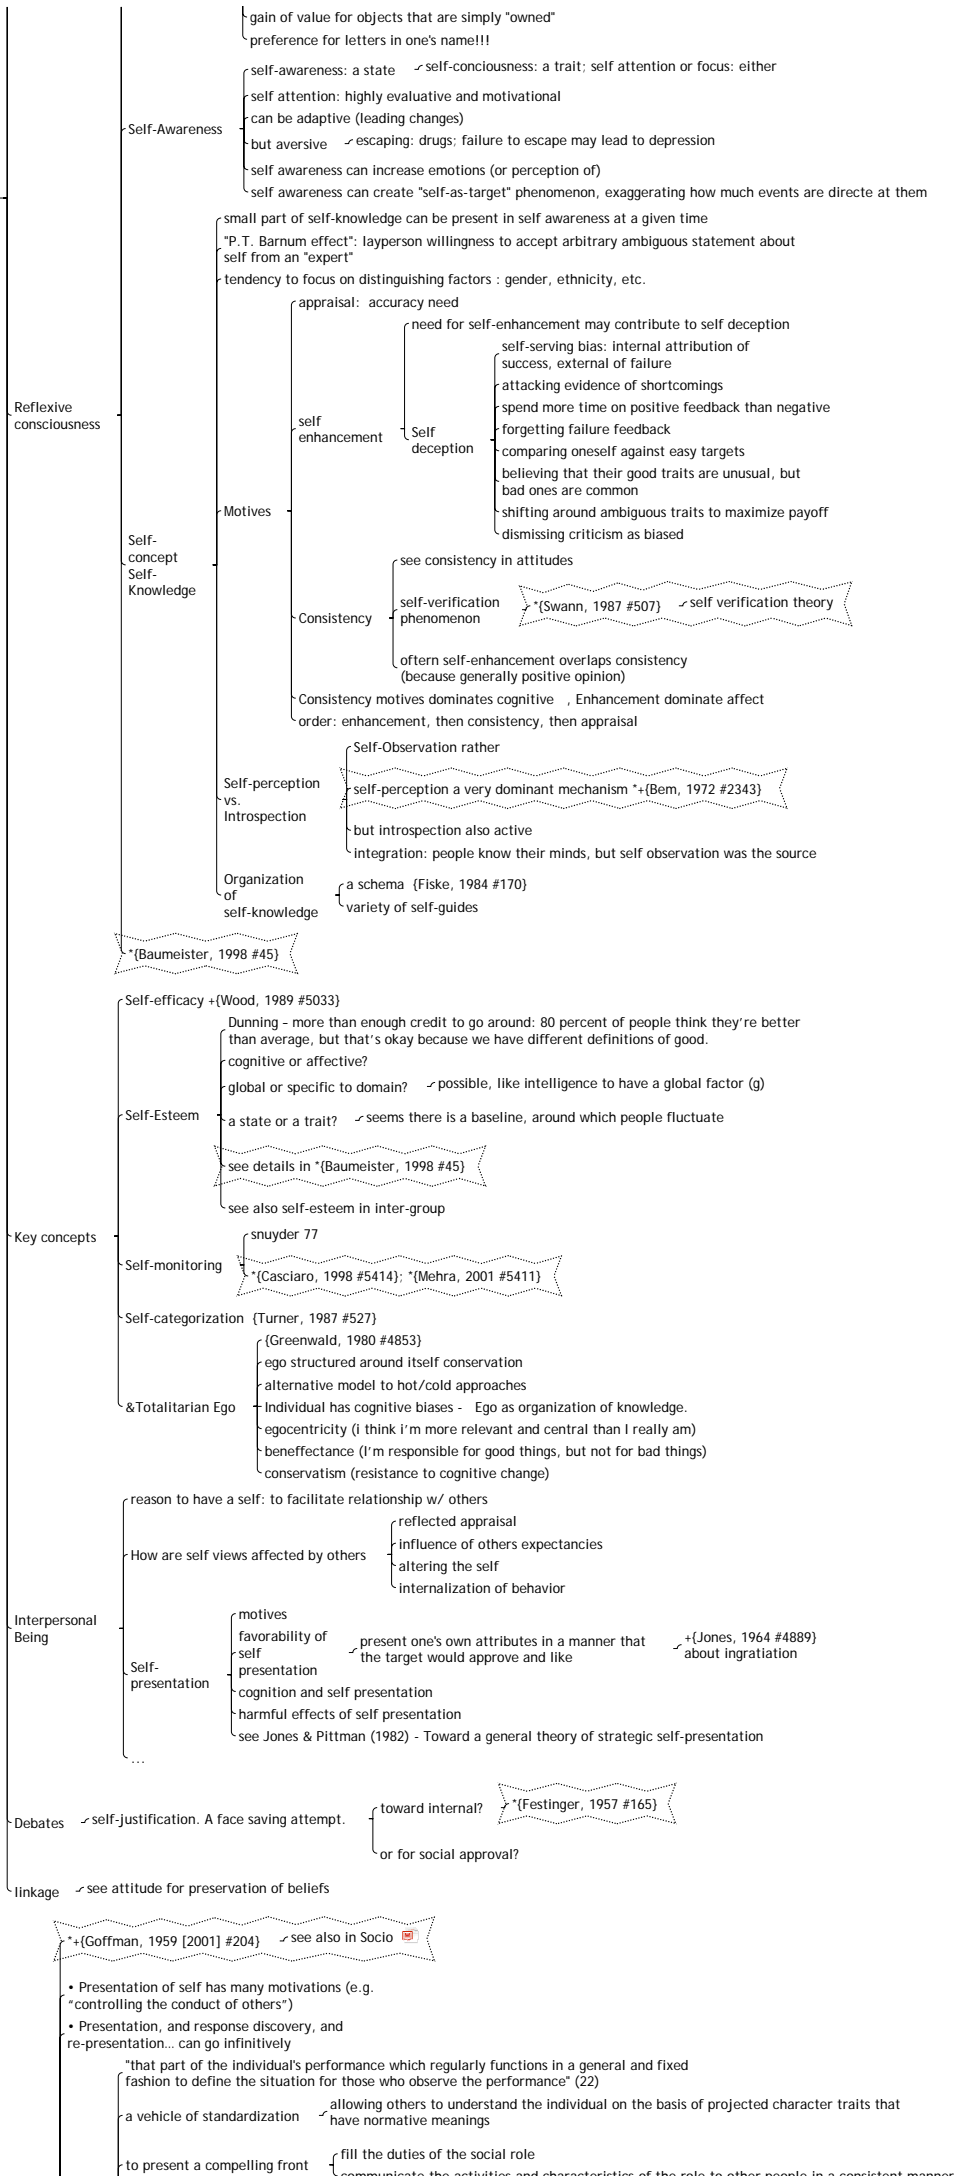 gain of value for objects that are simply "owned"
preference for letters in one's name!!!
self-awareness: a state
self-conciousness: a trait; self attention or focus: either
self attention: highly evaluative and motivational
can be adaptive (leading changes)
Self-Awareness
but aversive
escaping: drugs; failure to escape may lead to depression
self awareness can increase emotions (or perception of)
self awareness can create "self-as-target" phenomenon, exaggerating how much events are directe at them
small part of self-knowledge can be present in self awareness at a given time
"P.T. Barnum effect": layperson willingness to accept arbitrary ambiguous statement about
self from an "expert"
tendency to focus on distinguishing factors : gender, ethnicity, etc.
appraisal: accuracy need
need for self-enhancement may contribute to self deception
self-serving bias: internal attribution of
success, external of failure
attacking evidence of shortcomings
Reflexive
consciousness
spend more time on positive feedback than negative
self
enhancement
Self
deception
forgetting failure feedback
comparing oneself against easy targets
believing that their good traits are unusual, but
bad ones are common
Motives
shifting around ambiguous traits to maximize payoff
dismissing criticism as biased
Self-
concept
Self-
Knowledge
see consistency in attitudes
Consistency
self-verification
phenomenon
*{Swann, 1987 #507}
self verification theory
oftern self-enhancement overlaps consistency
(because generally positive opinion)
Consistency motives dominates cognitive , Enhancement dominate affect
order: enhancement, then consistency, then appraisal
Self-Observation rather
Self-perception
vs.
Introspection
self-perception a very dominant mechanism *+{Bem, 1972 #2343}
but introspection also active
integration: people know their minds, but self observation was the source
Organization
of
self-knowledge
a schema {Fiske, 1984 #170}
variety of self-guides
*{Baumeister, 1998 #45}
Self-efficacy +{Wood, 1989 #5033}
Dunning – more than enough credit to go around: 80 percent of people think they're better
than average, but that's okay because we have different definitions of good.
cognitive or affective?
global or specific to domain?
possible, like intelligence to have a global factor (g)
Self-Esteem
a state or a trait?
seems there is a baseline, around which people fluctuate
see details in *{Baumeister, 1998 #45}
see also self-esteem in inter-group
Key concepts
snuyder 77
Self-monitoring
*{Casciaro, 1998 #5414}; *{Mehra, 2001 #5411}
Self-categorization {Turner, 1987 #527}
{Greenwald, 1980 #4853}
ego structured around itself conservation
alternative model to hot/cold approaches
&Totalitarian Ego
Individual has cognitive biases - Ego as organization of knowledge.
egocentricity (i think i'm more relevant and central than I really am)
beneffectance (I'm responsible for good things, but not for bad things)
conservatism (resistance to cognitive change)
reason to have a self: to facilitate relationship w/ others
reflected appraisal
How are self views affected by others
influence of others expectancies
altering the self
internalization of behavior
Interpersonal
Being
motives
favorability of
self
presentation
present one's own attributes in a manner that
the target would approve and like
+{Jones, 1964 #4889}
about ingratiation
Self-
presentation
cognition and self presentation
harmful effects of self presentation
see Jones & Pittman (1982) - Toward a general theory of strategic self-presentation
...
Debates
self-justification. A face saving attempt.
toward internal?
*{Festinger, 1957 #165}
or for social approval?
linkage
see attitude for preservation of beliefs
*+{Goffman, 1959 [2001] #204}
see also in Socio
• Presentation of self has many motivations (e.g.
“controlling the conduct of others”)
• Presentation, and response discovery, and
re-presentation... can go infinitively
"that part of the individual's performance which regularly functions in a general and fixed
fashion to define the situation for those who observe the performance" (22)
a vehicle of standardization
allowing others to understand the individual on the basis of projected character traits that
have normative meanings
to present a compelling front
fill the duties of the social role
communicate the activities and characteristics of the role to other people in a consistent manner